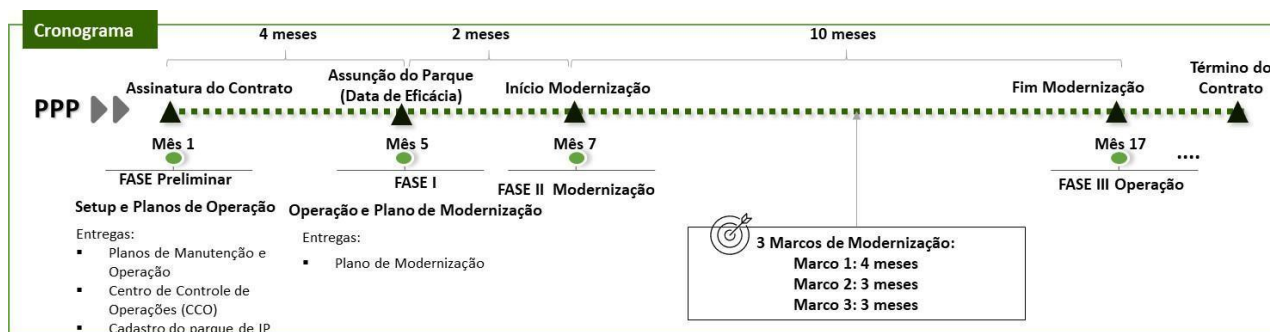 Cronograma
4 meses
2 meses
10 meses
PPP
Assinatura do Contrato
Assunção do Parque
(Data de Eficácia)
Início Modernização
Fim Modernização
Término do
Contrato
Mês 1
Mês 5
Mês 7
Mês 17
....
FASE Preliminar
FASE I
FASE II Modernização
FASE III Operação
Setup e Planos de Operação
Entregas:
▪ Planos de Manutenção e
Operação
▪ Centro de Controle de
Operações (CCO)
▪ Cadastro do parque de IP
Operação e Plano de Modernização
Entregas:
▪ Plano de Modernização
3 Marcos de Modernização:
Marco 1: 4 meses
Marco 2: 3 meses
Marco 3: 3 meses